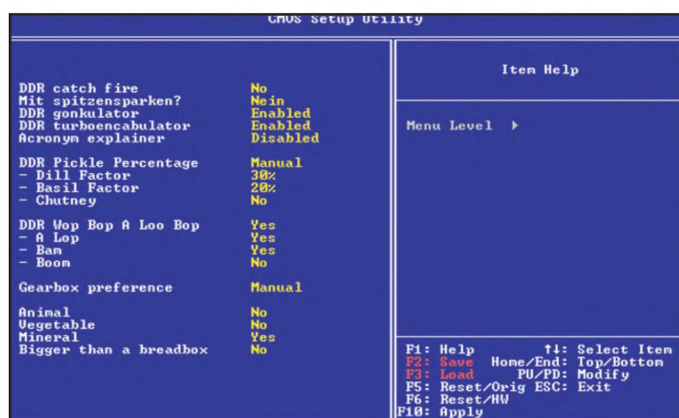 CMOS Setup Utility
DDR catch fire No
Mit spitzensparken? Nein
DDR gonkulator Enabled
DDR turboencabulator Enabled
Acronym explainer Disabled
DDR Pickle Percentage Manual
- Dill Factor 30%
- Basil Factor 20%
- Chutney No
DDR Wop Bop A Loo Bop Yes
- A Lop Yes
- Bam Yes
- Boom No
Gearbox preference Manual
Animal No
Vegetable No
Mineral Yes
Bigger than a breadbox No
Item Help
Menu Level ▸
F1: Help ↑↓: Select Item
F2: Save Home/End: Top/Bottom
F3: Load PU/PD: Modify
F5: Reset/Orig ESC: Exit
F6: Reset/HW
F10: Apply